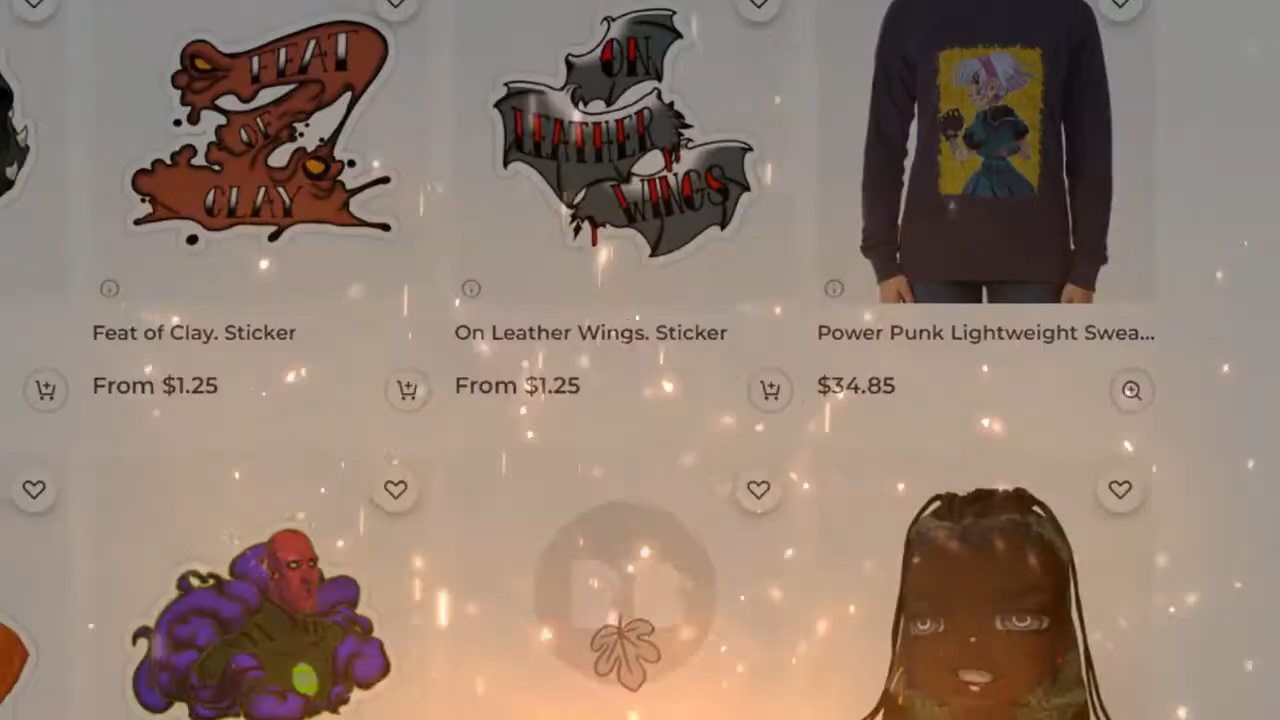 FEAT
OF
CLAY
ON
LEATHER
WINGS
Feat of Clay. Sticker
On Leather Wings. Sticker
Power Punk Lightweight Swea...
From $1.25
From $1.25
$34.85